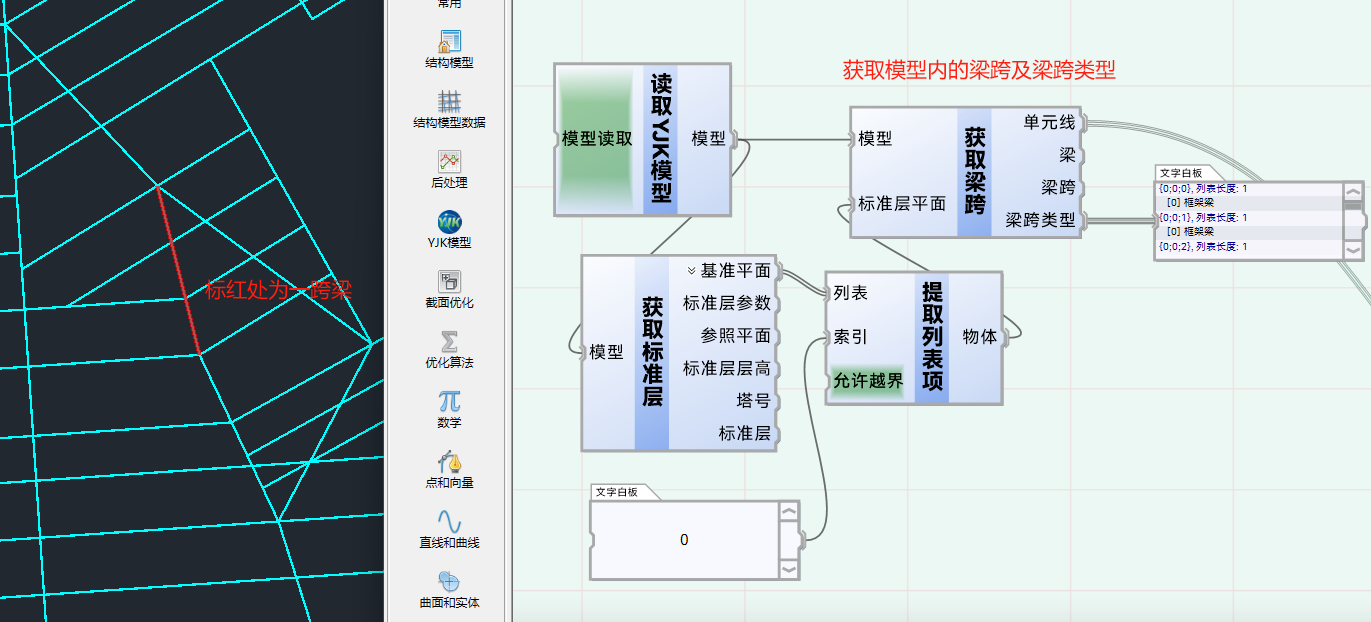 标红处为一跨梁
常用
结构模型
结构模型数据
后处理
YJK
YJK模型
截面优化
优化算法
数学
点和向量
直线和曲线
曲面和实体
获取模型内的梁跨及梁跨类型
模型读取
读取YJK模型
模型
模型
标准层平面
获取梁跨
单元线
梁
梁跨
梁跨类型
文字白板
{0;0;0}, 列表长度: 1
[0] 框架梁
{0;0;1}, 列表长度: 1
[0] 框架梁
{0;0;2}, 列表长度: 1
模型
获取标准层
基准平面
标准层参数
参照平面
标准层层高
塔号
标准层
列表
索引
允许越界
提取列表项
物体
文字白板
0